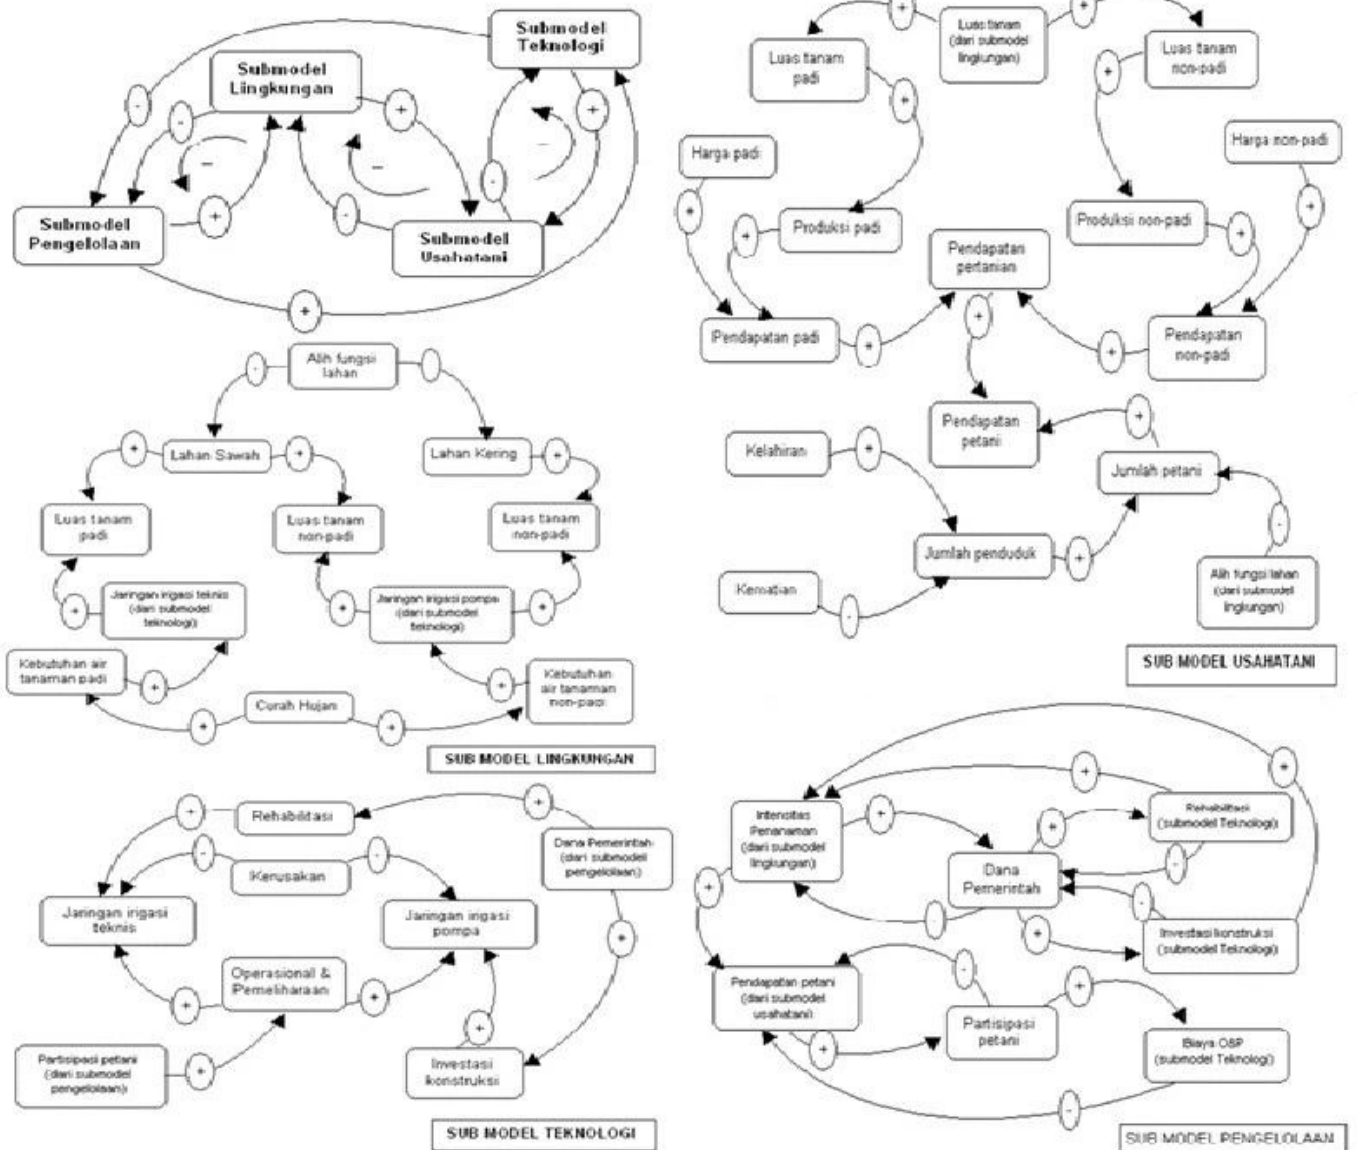 Submodel
Teknologi
Submodel
Lingkungan
-
-
+
+
-
-
-
+
-
-
Submodel
Pengelolaan
Submodel
Usahatani
+
Alih fungsi
lahan
-
Lahan Sawah
Lahan Kering
+
+
+
Luas tanam
padi
Luas tanam
non-padi
Luas tanam
non-padi
Jaringan irigasi teknis
(dari submodel
teknologi)
Jaringan irigasi pompa
(dari submodel
teknologi)
+
+
+
Kebutuhan air
tanaman padi
+
+
Kebutuhan
air tanaman
non-padi
Curah Hujan
+
+
SUB MODEL LINGKUNGAN
Rehabilitasi
+
+
Kerusakan
-
-
Dana Pemerintah
(dari submodel
pengelolaan)
Jaringan irigasi
teknis
Jaringan irigasi
pompa
+
Operasional &
Pemeliharaan
+
+
Partisipasi petani
(dari submodel
pengelolaan)
+
+
Investasi
konstruksi
SUB MODEL TEKNOLOGI
+
+
Luas tanam
(dari submodel
lingkungan)
Luas tanam
padi
Luas tanam
non-padi
+
+
Harga padi
Harga non-padi
+
+
Produksi padi
Produksi non-padi
+
+
Pendapatan
pertanian
Pendapatan padi
+
+
+
Pendapatan
non-padi
Pendapatan
petani
+
Kelahiran
+
Jumlah petani
Jumlah penduduk
+
-
Kematian
-
Alih fungsi lahan
(dari submodel
lingkungan)
SUB MODEL USAHATANI
+
+
Intensitas
Penanaman
(dari submodel
lingkungan)
+
+
Rehabilitasi
(submodel Teknologi)
Dana
Pemerintah
-
+
-
-
+
Investasi konstruksi
(submodel Teknologi)
Pendapatan petani
(dari submodel
usahatani)
-
+
Partisipasi
petani
+
Biaya O&P
(submodel Teknologi)
-
SUB MODEL PENGELOLAAN